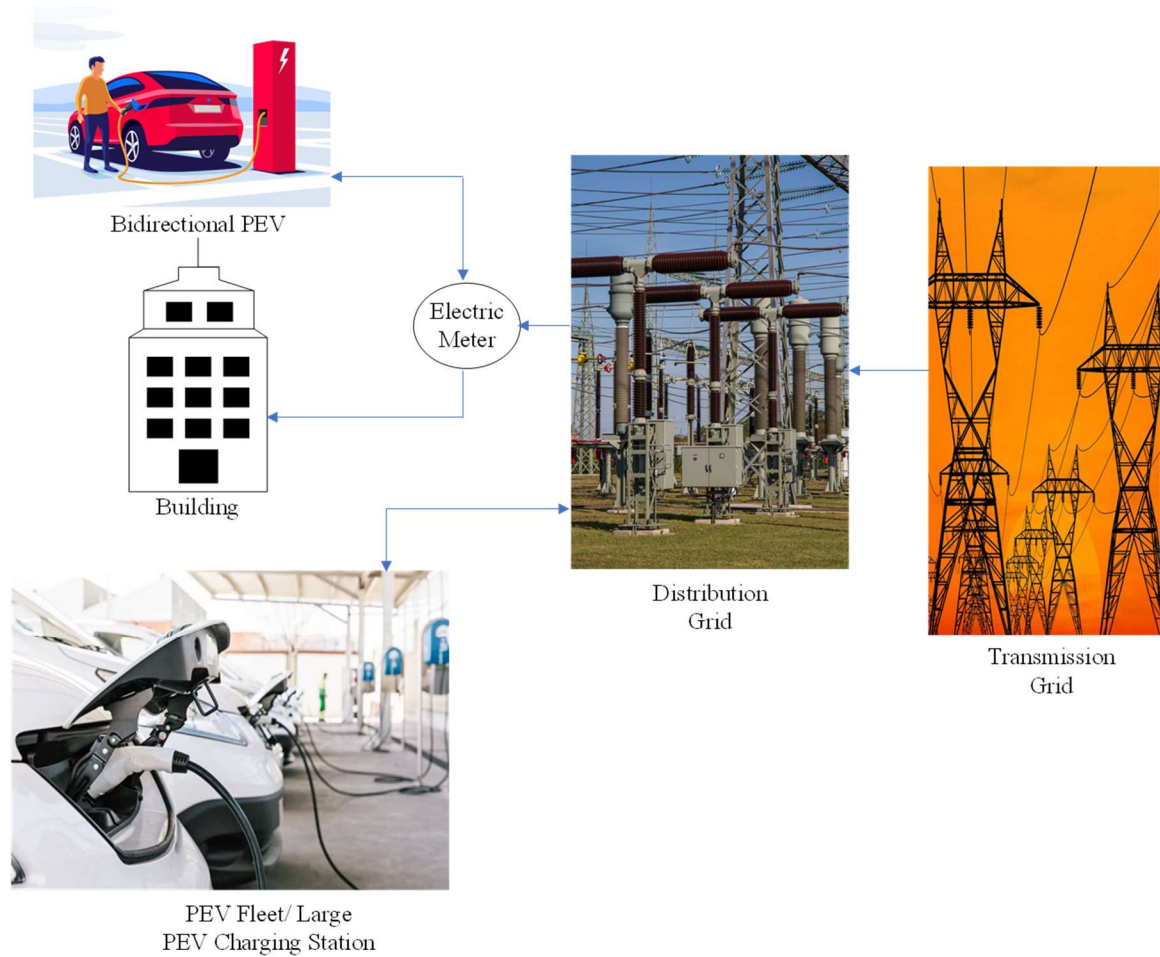 Bidirectional PEV
Electric
Meter
Building
Distribution
Grid
Transmission
Grid
PEV Fleet/ Large
PEV Charging Station